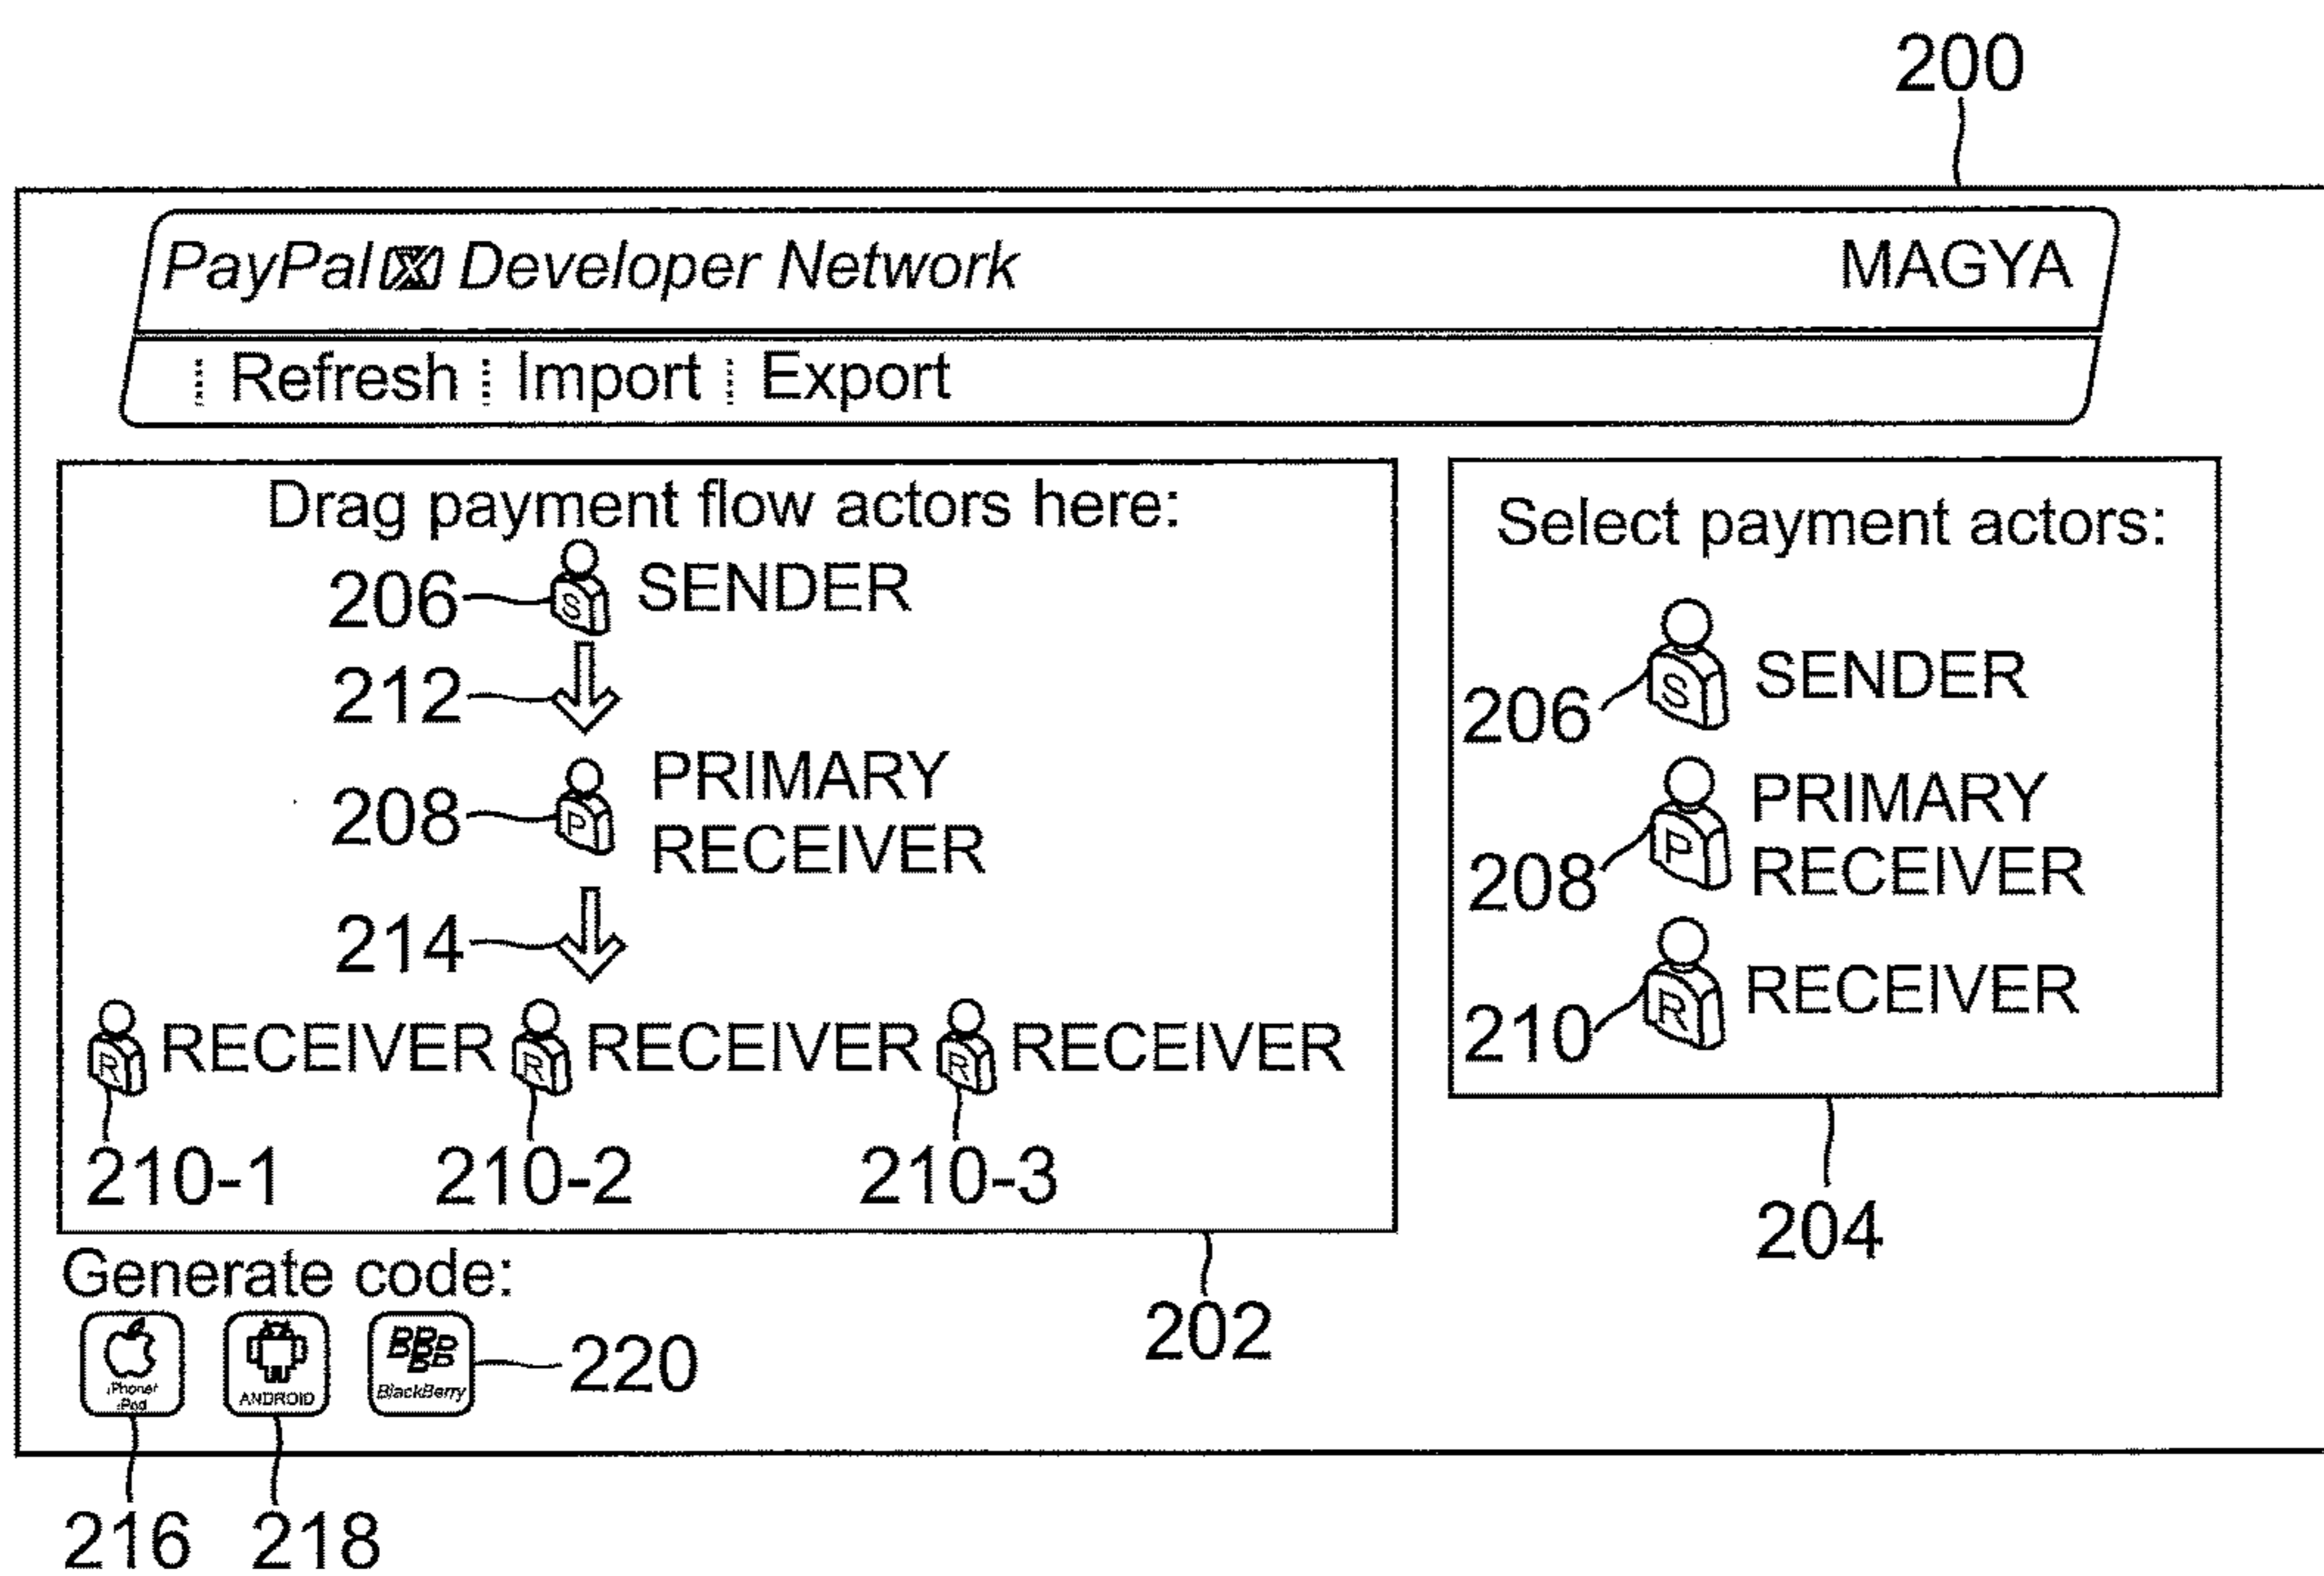 200
PayPal X Developer Network MAGYA
Refresh Import Export
Drag payment flow actors here:
206 S SENDER
212
208 P PRIMARY
RECEIVER
214
R RECEIVER R RECEIVER R RECEIVER
210-1 210-2 210-3
202
Select payment actors:
206 S SENDER
208 P PRIMARY
RECEIVER
210 R RECEIVER
204
Generate code:
iPhone/
iPod
ANDROID
BlackBerry
220
216 218